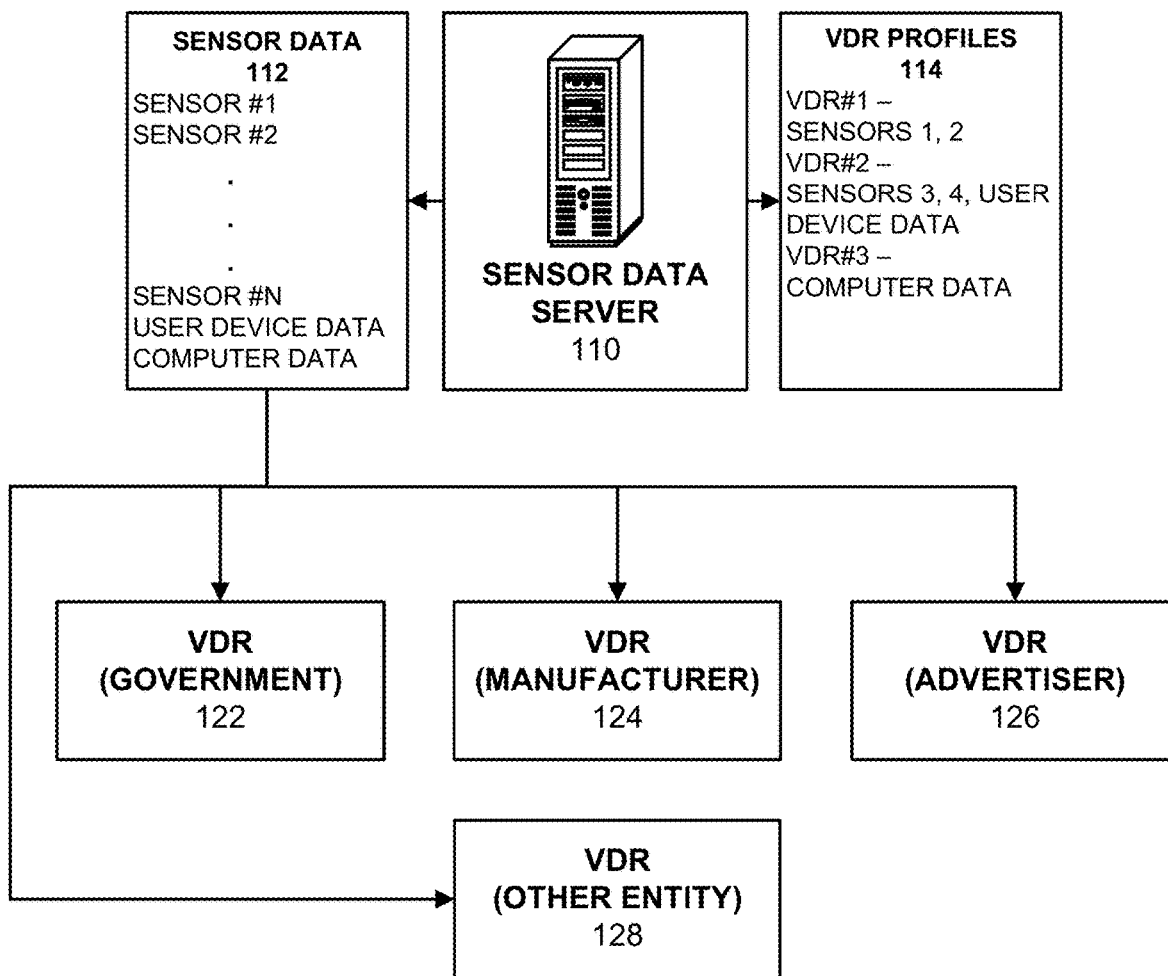 SENSOR DATA
112
SENSOR #1
SENSOR #2
.
.
.
SENSOR #N
USER DEVICE DATA
COMPUTER DATA
SENSOR DATA
SERVER
110
VDR PROFILES
114
VDR#1 –
SENSORS 1, 2
VDR#2 –
SENSORS 3, 4, USER
DEVICE DATA
VDR#3 –
COMPUTER DATA
VDR
(GOVERNMENT)
122
VDR
(MANUFACTURER)
124
VDR
(ADVERTISER)
126
VDR
(OTHER ENTITY)
128